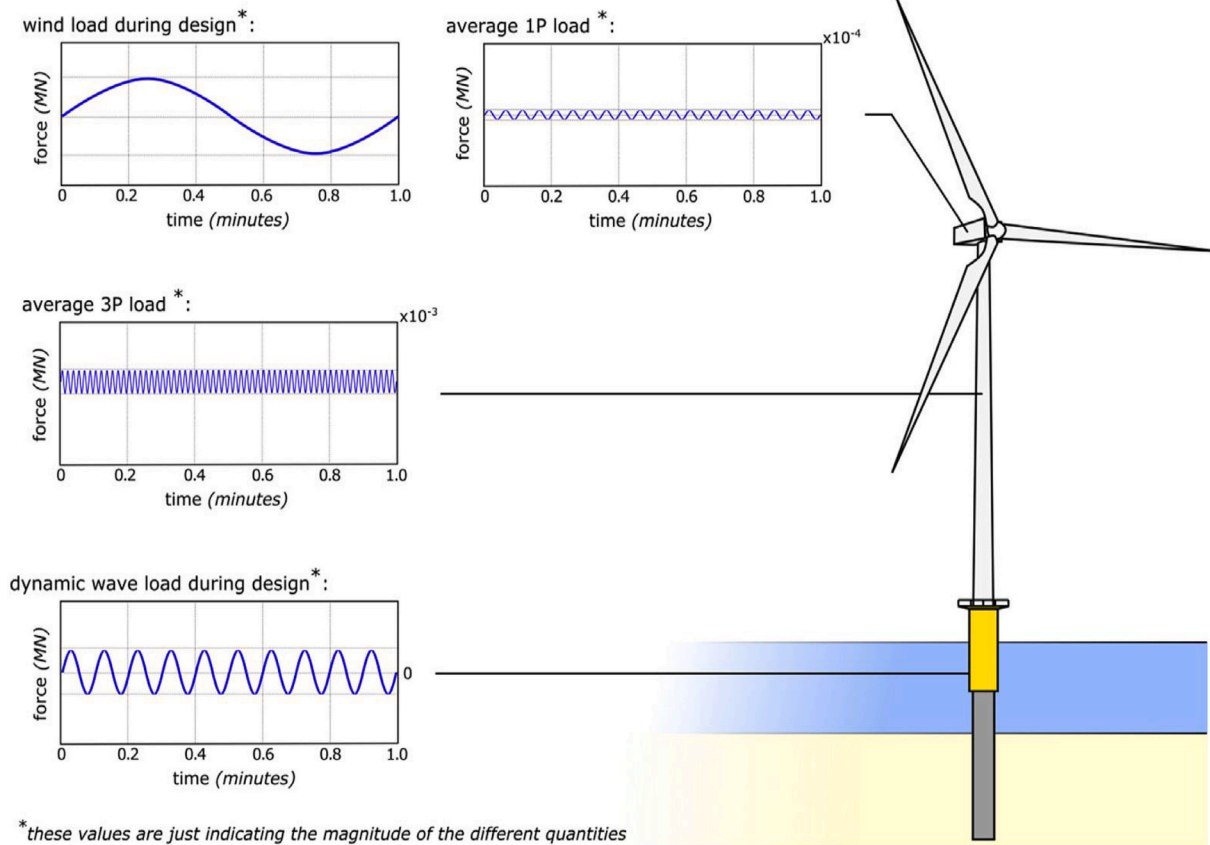 wind load during design*:
force (MN)
0 0.2 0.4 0.6 0.8 1.0
time (minutes)
average 1P load *:
x10-4
force (MN)
0 0.2 0.4 0.6 0.8 1.0
time (minutes)
average 3P load *:
x10-3
force (MN)
0 0.2 0.4 0.6 0.8 1.0
time (minutes)
dynamic wave load during design*:
force (MN)
0
0 0.2 0.4 0.6 0.8 1.0
time (minutes)
*these values are just indicating the magnitude of the different quantities